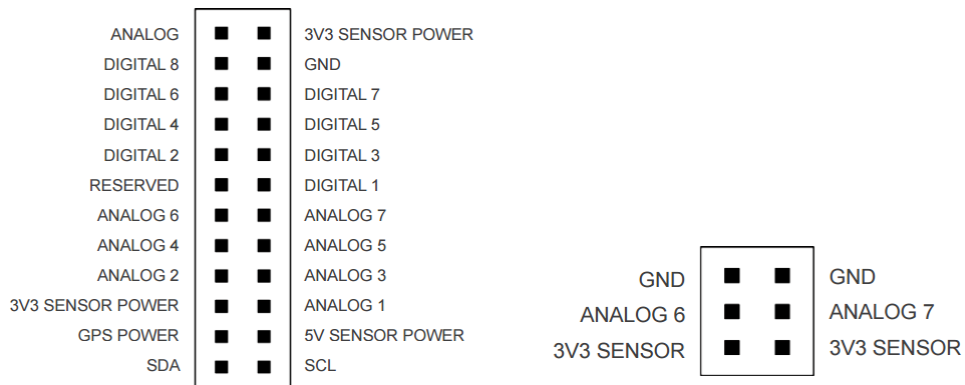 ANALOG 3V3 SENSOR POWER
DIGITAL 8 GND
DIGITAL 6 DIGITAL 7
DIGITAL 4 DIGITAL 5
DIGITAL 2 DIGITAL 3
RESERVED DIGITAL 1
ANALOG 6 ANALOG 7
ANALOG 4 ANALOG 5
ANALOG 2 ANALOG 3
3V3 SENSOR POWER ANALOG 1
GPS POWER 5V SENSOR POWER
SDA SCL
GND GND
ANALOG 6 ANALOG 7
3V3 SENSOR 3V3 SENSOR